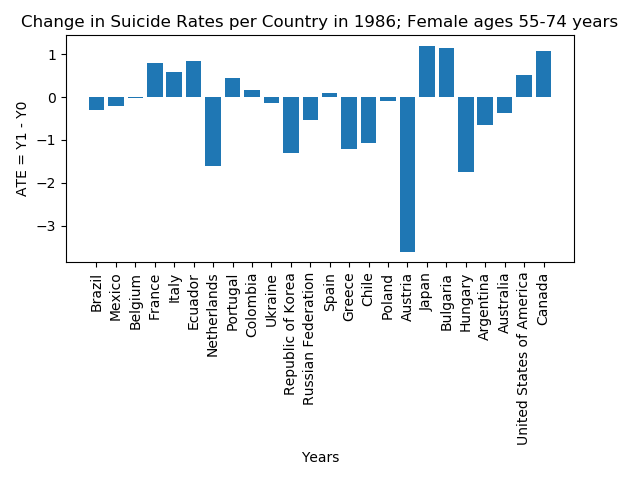 Change in Suicide Rates per Country in 1986; Female ages 55-74 years
ATE = Y1 - Y0
1
0
−1
−2
−3
Brazil
Mexico
Belgium
France
Italy
Ecuador
Netherlands
Portugal
Colombia
Ukraine
Republic of Korea
Russian Federation
Spain
Greece
Chile
Poland
Austria
Japan
Bulgaria
Hungary
Argentina
Australia
United States of America
Canada
Years